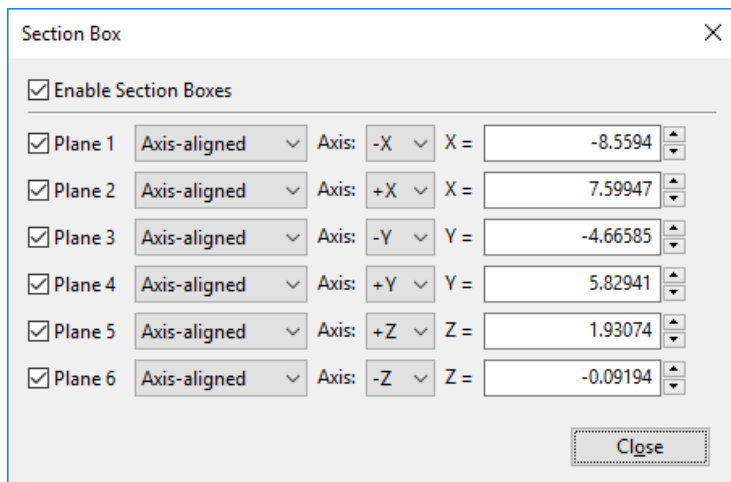 Section Box
Enable Section Boxes
Plane 1 Axis-aligned Axis: -X X = -8.5594
Plane 2 Axis-aligned Axis: +X X = 7.59947
Plane 3 Axis-aligned Axis: -Y Y = -4.66585
Plane 4 Axis-aligned Axis: +Y Y = 5.82941
Plane 5 Axis-aligned Axis: +Z Z = 1.93074
Plane 6 Axis-aligned Axis: -Z Z = -0.09194
Close